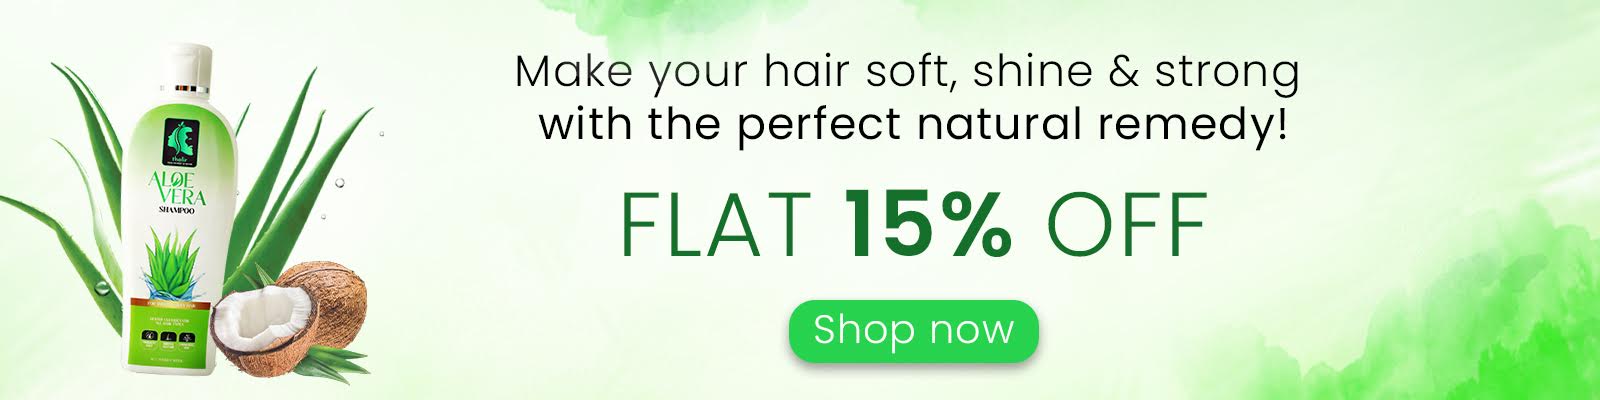 Make your hair soft, shine & strong
with the perfect natural remedy!
FLAT 15% OFF
Shop now
thalir
ALOE
VERA
SHAMPOO